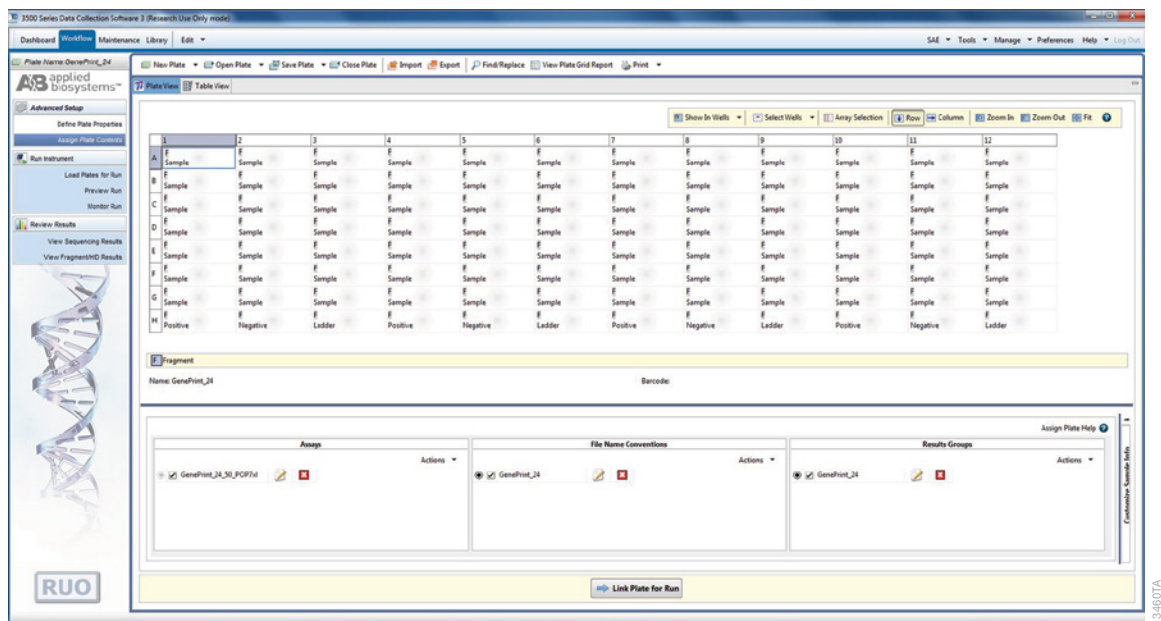 3500 Series Data Collection Software 3 (Research Use Only mode)
Dashboard Workflow Maintenance Library Edit SAE Tools Manage Preferences Help Log Out
Plate Name: GenePrint_24
New Plate Open Plate Save Plate Close Plate Import Export Find/Replace View Plate Grid Report Print
AB applied biosystems™
Plate View Table View
Advanced Setup
Define Plate Properties
Assign Plate Contents
Run Instrument
Load Plates for Run
Preview Run
Monitor Run
Review Results
View Sequencing Results
View Fragment/HID Results
RUO
Show In Wells Select Wells Array Selection Row Column Zoom In Zoom Out Fit
1 2 3 4 5 6 7 8 9 10 11 12
A F F F F F F F F F F F F
Sample Sample Sample Sample Sample Sample Sample Sample Sample Sample Sample Sample
B F F F F F F F F F F F F
Sample Sample Sample Sample Sample Sample Sample Sample Sample Sample Sample Sample
C F F F F F F F F F F F F
Sample Sample Sample Sample Sample Sample Sample Sample Sample Sample Sample Sample
D F F F F F F F F F F F F
Sample Sample Sample Sample Sample Sample Sample Sample Sample Sample Sample Sample
E F F F F F F F F F F F F
Sample Sample Sample Sample Sample Sample Sample Sample Sample Sample Sample Sample
F F F F F F F F F F F F F
Sample Sample Sample Sample Sample Sample Sample Sample Sample Sample Sample Sample
G F F F F F F F F F F F F
Sample Sample Sample Sample Sample Sample Sample Sample Sample Sample Sample Sample
H F F F F F F F F F F F F
Positive Negative Ladder Positive Negative Ladder Positive Negative Ladder Positive Negative Ladder
F Fragment
Name: GenePrint_24 Barcode:
Assign Plate Help
Assays File Name Conventions Results Groups
Actions Actions Actions
GenePrint_24_50_POP7xl GenePrint_24 GenePrint_24
Customize Sample Info
Link Plate for Run
3460TA